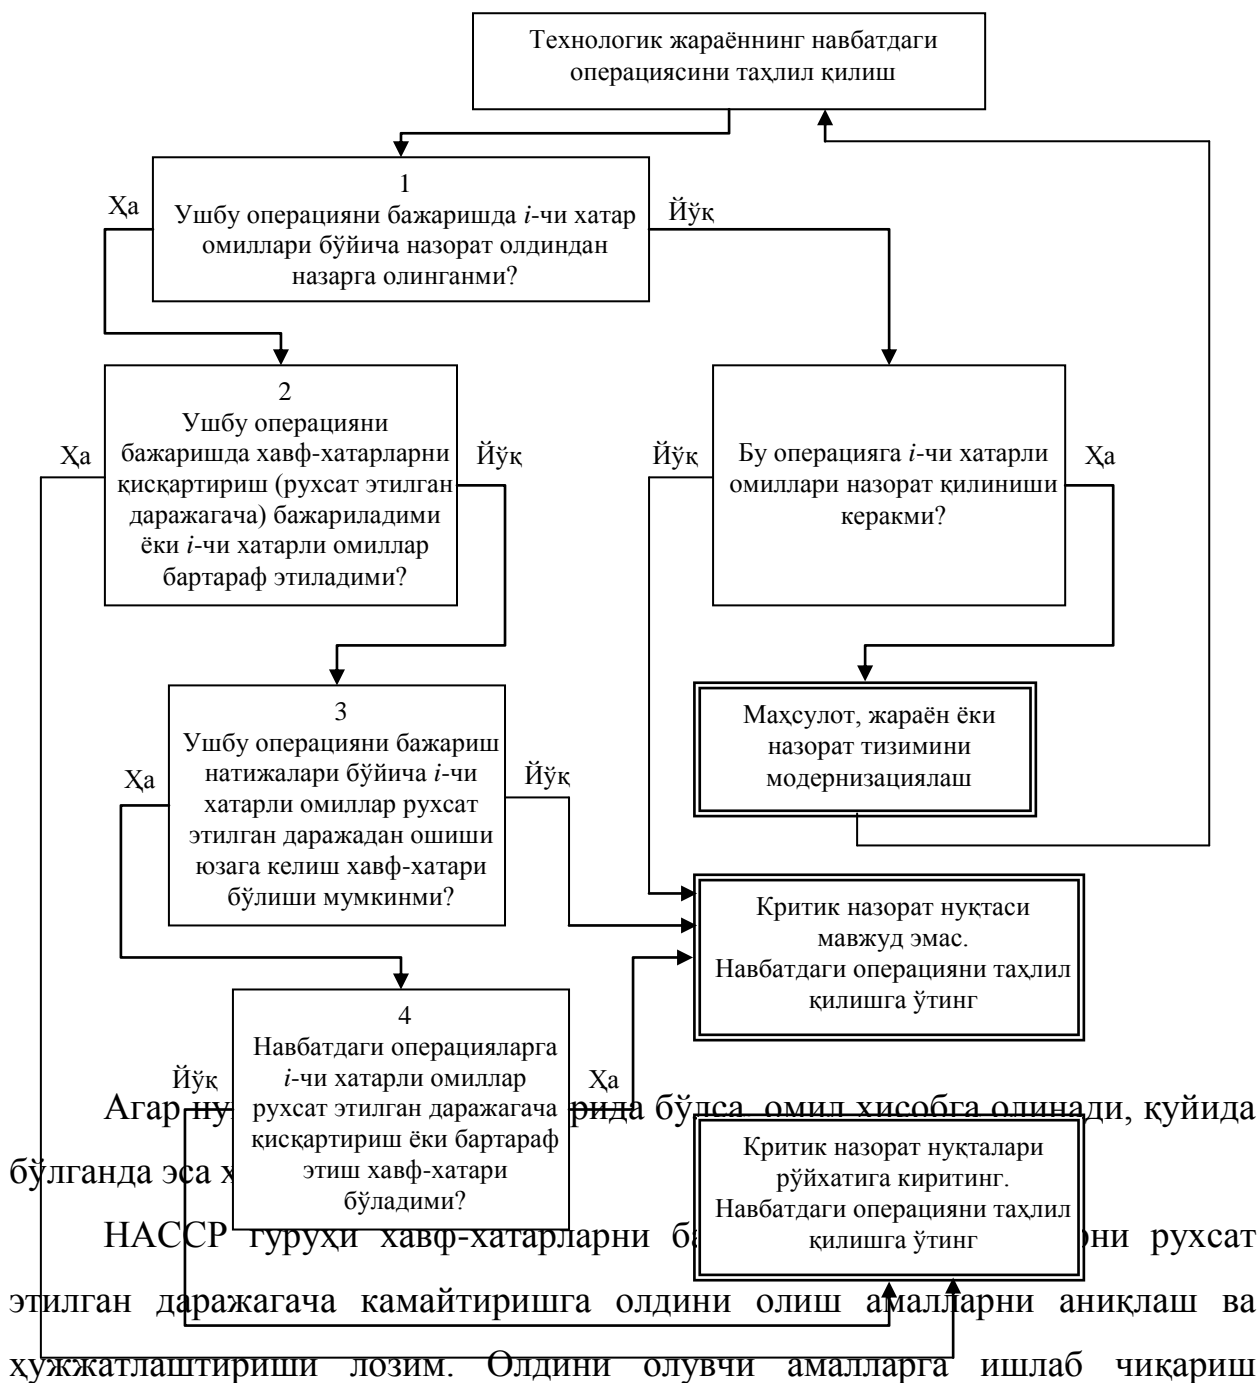 Технологик жараённинг навбатдаги
операциясини таҳлил қилиш
1
Ҳа
Ушбу операцияни бажаришда i-чи хатар
омиллари бўйича назорат олдиндан
назарга олинганми?
Йўқ
2
Ушбу операцияни
бажаришда хавф-хатарларни
қисқартириш (рухсат этилган
даражагача) бажариладими
ёки i-чи хатарли омиллар
бартараф этиладими?
Ҳа
Йўқ
Йўқ
Бу операцияга i-чи хатарли
омиллари назорат қилиниши
керакми?
Ҳа
3
Ушбу операцияни бажариш
натижалари бўйича i-чи
хатарли омиллар рухсат
этилган даражадан ошиши
юзага келиш хавф-хатари
бўлиши мумкинми?
Ҳа
Йўқ
Маҳсулот, жараён ёки
назорат тизимини
модернизациялаш
Критик назорат нуқтаси
мавжуд эмас.
Навбатдаги операцияни таҳлил
қилишга ўтинг
4
Навбатдаги операцияларга
i-чи хатарли омиллар
рухсат этилган даражагача
қисқартириш ёки бартараф
этиш хавф-хатари
бўладими?
Йўқ
Ҳа
Критик назорат нуқталари
рўйхатига киритинг.
Навбатдаги операцияни таҳлил
қилишга ўтинг
Агар бўлса, омил ҳисобга олинади, қуйида
бўлганда эса
НАССР гуруҳи хавф-хатарларни рухсат
этилган даражагача камайтиришга олдини олиш амалларни аниқлаш ва
ҳужжатлаштириши лозим. Олдини олувчи амалларга ишлаб чиқариш